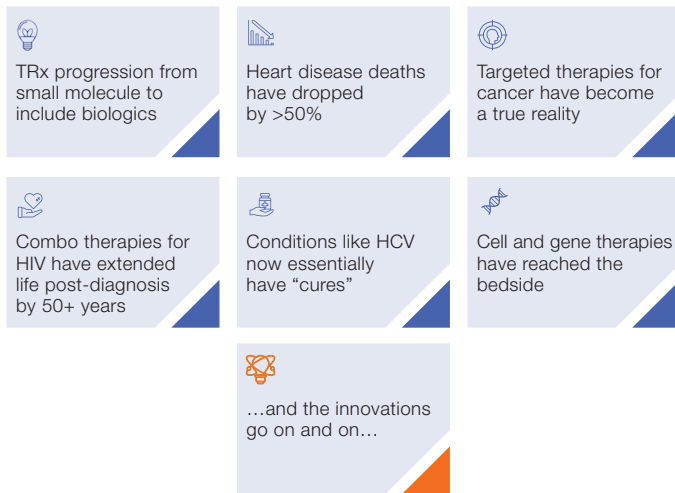 TRx progression from
small molecule to
include biologics
Heart disease deaths
have dropped
by >50%
Targeted therapies for
cancer have become
a true reality
Combo therapies for
HIV have extended
life post-diagnosis
by 50+ years
Conditions like HCV
now essentially
have “cures”
Cell and gene therapies
have reached the
bedside
…and the innovations
go on and on…